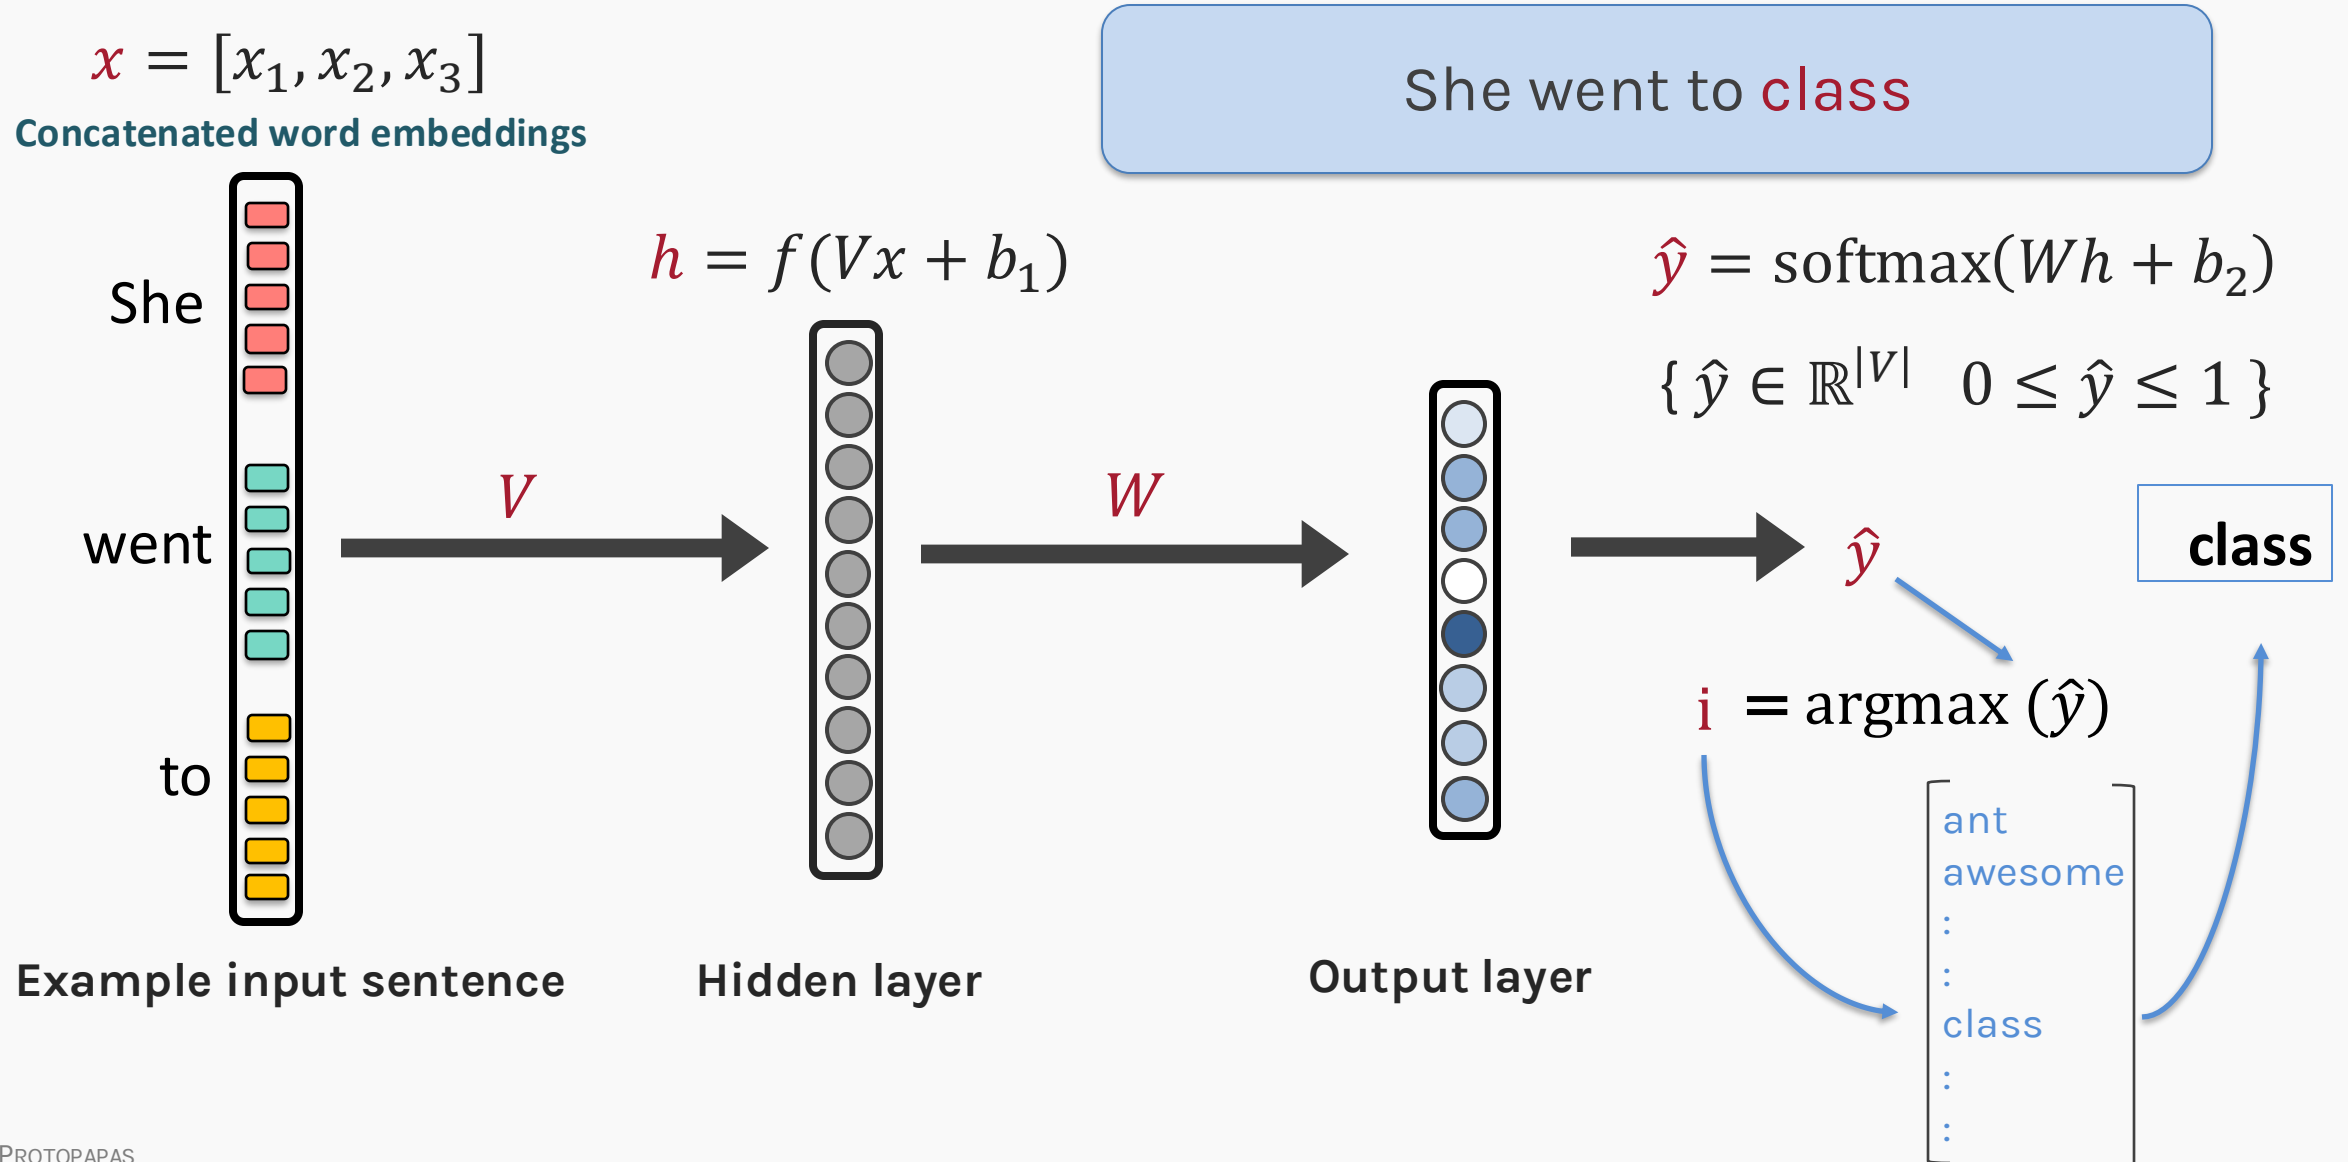 x = [x₁, x₂, x₃]
Concatenated word embeddings
She went to class
h = f(Vx + b₁)
ŷ = softmax(Wh + b₂)
{ ŷ ∈ ℝ^|V| 0 ≤ ŷ ≤ 1 }
She
went
to
V
W
ŷ
class
i = argmax (ŷ)
ant
awesome
:
:
class
:
:
Example input sentence
Hidden layer
Output layer
PROTOPAPAS